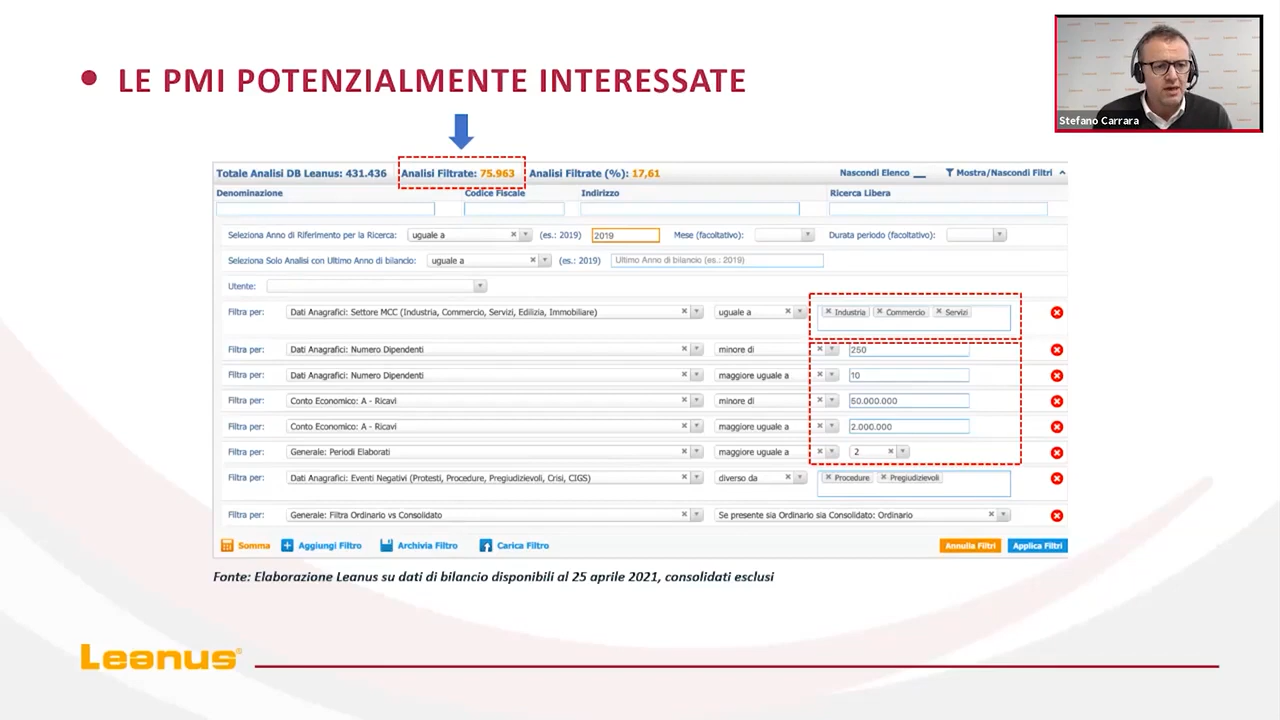 LE PMI POTENZIALMENTE INTERESSATE
Stefano Carrara
Totale Analisi DB Leanus: 431.436 Analisi Filtrate: 75.963 Analisi Filtrate (%): 17,61 Nascondi Elenco Mostra/Nascondi Filtri
Denominazione Codice Fiscale Indirizzo Ricerca Libera
Seleziona Anno di Riferimento per la Ricerca: uguale a (es.: 2019) 2019 Mese (facoltativo): Durata periodo (facoltativo):
Seleziona Solo Analisi con Ultimo Anno di bilancio: uguale a (es.: 2019) Ultimo Anno di bilancio (es.: 2019)
Utente:
Filtra per: Dati Anagrafici: Settore MCC (Industria, Commercio, Servizi, Edilizia, Immobiliare) uguale a Industria Commercio Servizi
Filtra per: Dati Anagrafici: Numero Dipendenti minore di 250
Filtra per: Dati Anagrafici: Numero Dipendenti maggiore uguale a 10
Filtra per: Conto Economico: A - Ricavi minore di 50.000.000
Filtra per: Conto Economico: A - Ricavi maggiore uguale a 2.000.000
Filtra per: Generale: Periodi Elaborati maggiore uguale a 2
Filtra per: Dati Anagrafici: Eventi Negativi (Protesti, Procedure, Pregiudizievoli, Crisi, CIGS) diverso da Procedure Pregiudizievoli
Filtra per: Generale: Filtra Ordinario vs Consolidato Se presente sia Ordinario sia Consolidato: Ordinario
Somma Aggiungi Filtro Archivia Filtro Carica Filtro Annulla Filtri Applica Filtri
Fonte: Elaborazione Leanus su dati di bilancio disponibili al 25 aprile 2021, consolidati esclusi
Leanus®